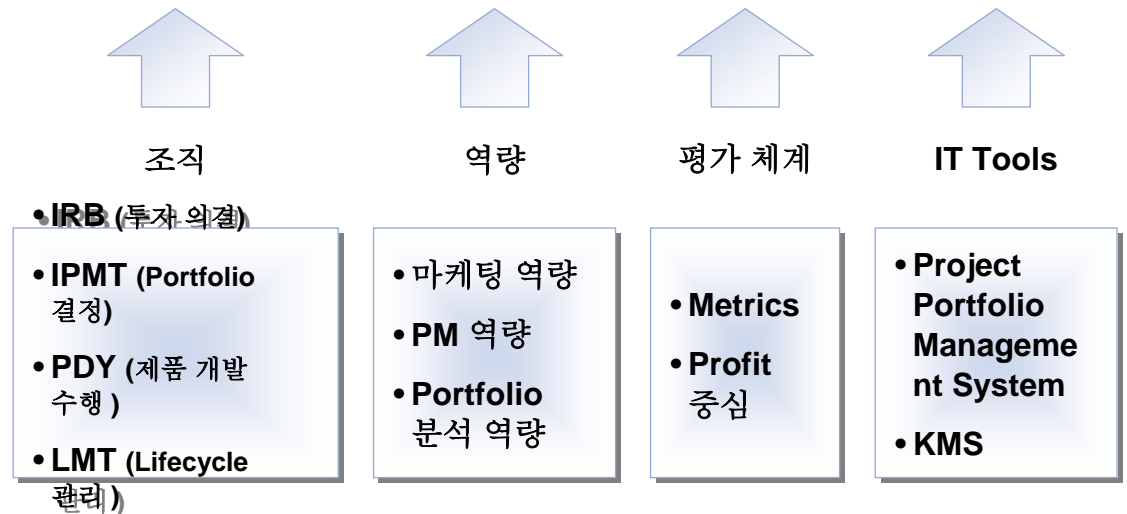 조직
• IRB (투자 의결)
• IPMT (Portfolio
결정)
• PDY (제품 개발
수행 )
• LMT (Lifecycle
관리 )
역량
• 마케팅 역량
• PM 역량
• Portfolio
분석 역량
평가 체계
• Metrics
• Profit
중심
IT Tools
• Project
Portfolio
Manageme
nt System
• KMS